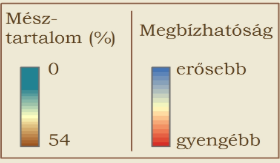 Mész-
tartalom (%)
0
54
Megbízhatóság
erősebb
gyengébb